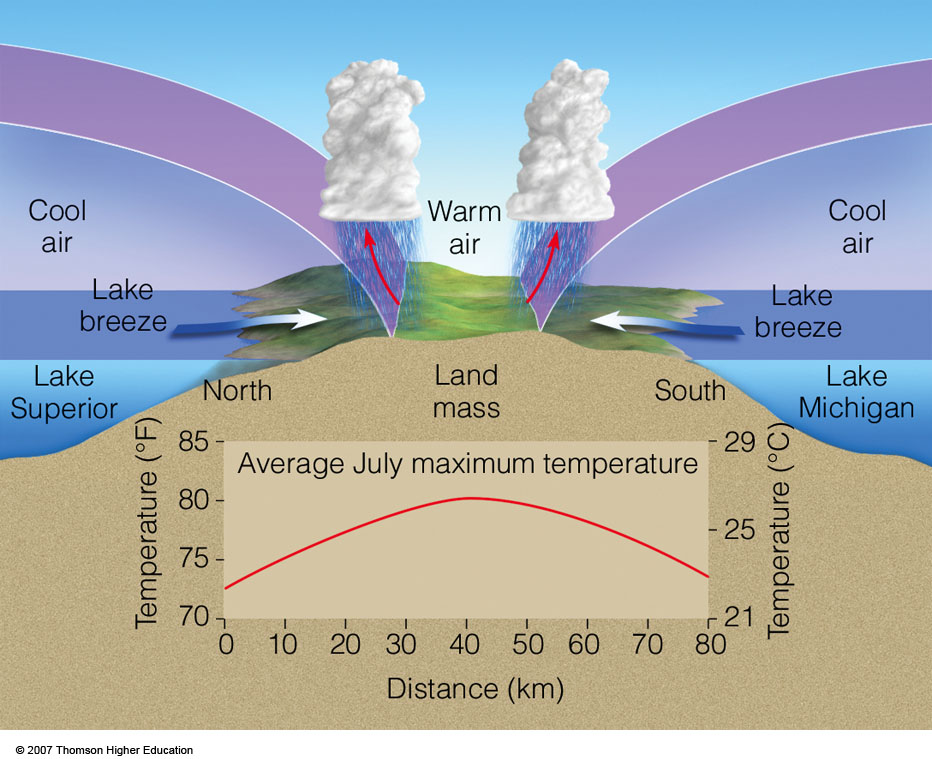 Cool
air
Warm
air
Cool
air
Lake
breeze
Lake
breeze
Lake
Superior
North
Land
mass
South
Lake
Michigan
Temperature (°F)
85
80
75
70
Average July maximum temperature
29
25
21
Temperature (°C)
0 10 20 30 40 50 60 70 80
Distance (km)
© 2007 Thomson Higher Education